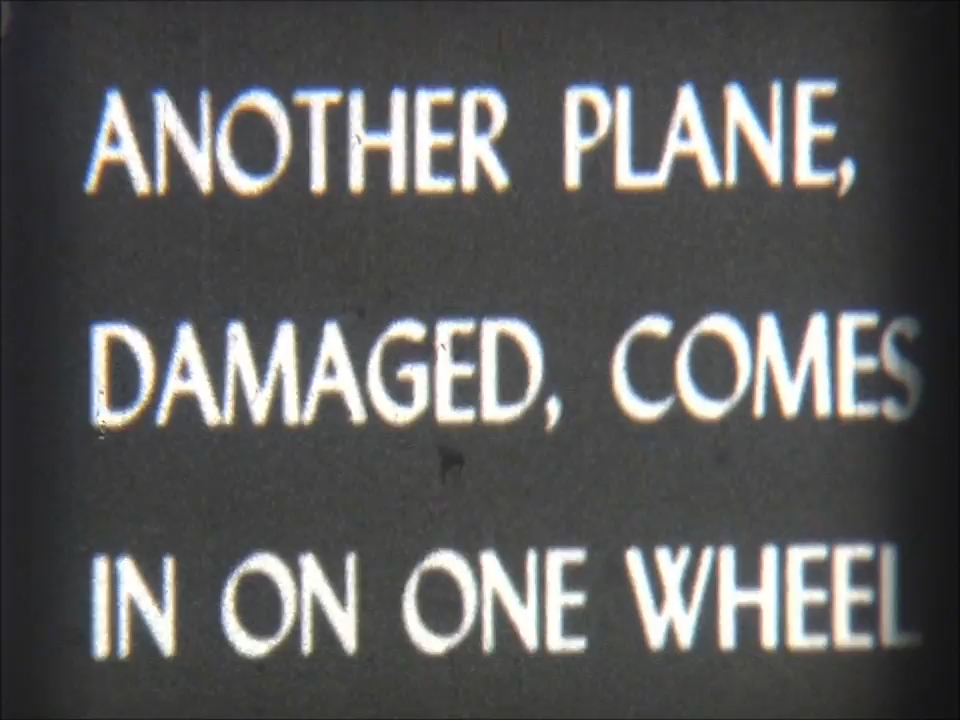 ANOTHER PLANE,
DAMAGED, COMES
IN ON ONE WHEEL